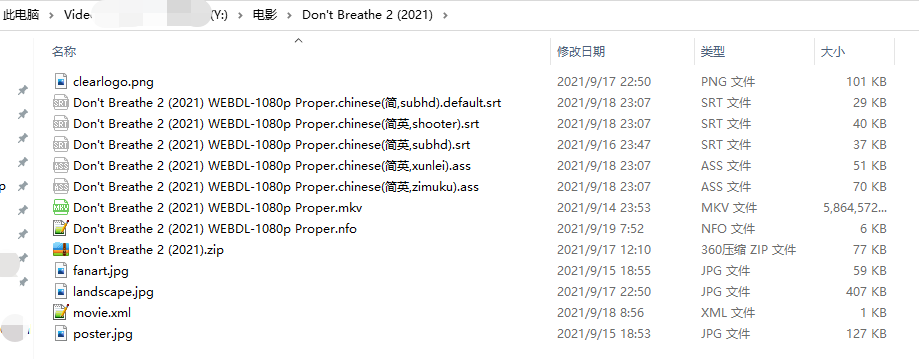 此电脑 > Vide (Y:) > 电影 > Don't Breathe 2 (2021) >
名称 修改日期 类型 大小
clearlogo.png 2021/9/17 22:50 PNG 文件 101 KB
Don't Breathe 2 (2021) WEBDL-1080p Proper.chinese(简,subhd).default.srt 2021/9/18 23:07 SRT 文件 29 KB
Don't Breathe 2 (2021) WEBDL-1080p Proper.chinese(简英,shooter).srt 2021/9/18 23:07 SRT 文件 40 KB
Don't Breathe 2 (2021) WEBDL-1080p Proper.chinese(简英,subhd).srt 2021/9/16 23:47 SRT 文件 37 KB
Don't Breathe 2 (2021) WEBDL-1080p Proper.chinese(简英,xunlei).ass 2021/9/18 23:07 ASS 文件 51 KB
Don't Breathe 2 (2021) WEBDL-1080p Proper.chinese(简英,zimuku).ass 2021/9/18 23:07 ASS 文件 70 KB
Don't Breathe 2 (2021) WEBDL-1080p Proper.mkv 2021/9/14 23:53 MKV 文件 5,864,572...
Don't Breathe 2 (2021) WEBDL-1080p Proper.nfo 2021/9/19 7:52 NFO 文件 6 KB
Don't Breathe 2 (2021).zip 2021/9/17 12:10 360压缩 ZIP 文件 77 KB
fanart.jpg 2021/9/15 18:55 JPG 文件 59 KB
landscape.jpg 2021/9/17 22:50 JPG 文件 407 KB
movie.xml 2021/9/18 8:56 XML 文件 1 KB
poster.jpg 2021/9/15 18:53 JPG 文件 127 KB